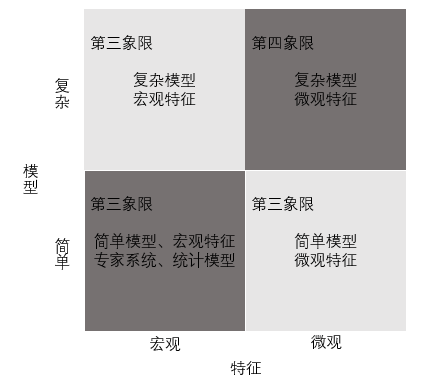 第三象限
复杂模型
宏观特征
第四象限
复杂模型
微观特征
复杂
模型
第三象限
简单模型、宏观特征
专家系统、统计模型
第三象限
简单模型
微观特征
简单
宏观
微观
特征